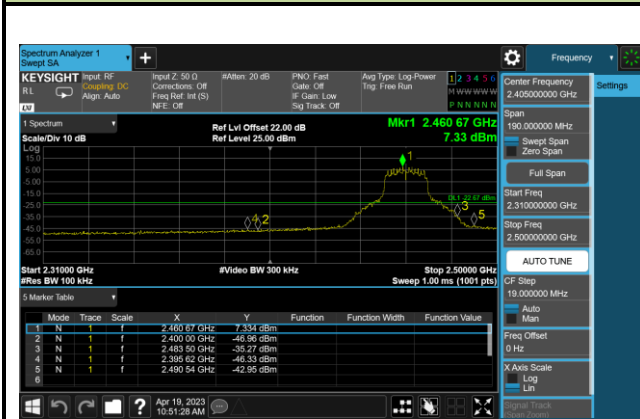 Spectrum Analyzer 1
Swept SA
+
Frequency
Settings
KEYSIGHT Input: RF Input Z: 50 Ω #Atten: 20 dB PNO: Fast Avg Type: Log-Power 1 2 3 4 5 6
RL Coupling: DC Corrections: Off Gate: Off Trig: Free Run M W W W W W
Align: Auto Freq Ref: Int (S) IF Gain: Low P N N N N N
NFE: Off Sig Track: Off
LXI
1 Spectrum
Scale/Div 10 dB
Ref Lvl Offset 22.00 dB
Ref Level 25.00 dBm
Mkr1 2.460 67 GHz
7.33 dBm
Log
15.0
5.00
-5.00
-15.0
-25.0
-35.0
-45.0
-55.0
-65.0
1
DL1 -22.67 dBm
3
4 2
5
Start 2.31000 GHz #Video BW 300 kHz Stop 2.50000 GHz
#Res BW 100 kHz Sweep 1.00 ms (1001 pts)
5 Marker Table
Mode Trace Scale X Y Function Function Width Function Value
1 N 1 f 2.460 67 GHz 7.334 dBm
2 N 1 f 2.400 00 GHz -46.96 dBm
3 N 1 f 2.483 50 GHz -35.27 dBm
4 N 1 f 2.395 62 GHz -46.33 dBm
5 N 1 f 2.490 54 GHz -42.95 dBm
6
Apr 19, 2023
10:51:28 AM
?
Center Frequency
2.405000000 GHz
Span
190.000000 MHz
Swept Span
Zero Span
Full Span
Start Freq
2.310000000 GHz
Stop Freq
2.500000000 GHz
AUTO TUNE
CF Step
19.000000 MHz
Auto
Man
Freq Offset
0 Hz
X Axis Scale
Log
Lin
Signal Track
(Span Zoom)